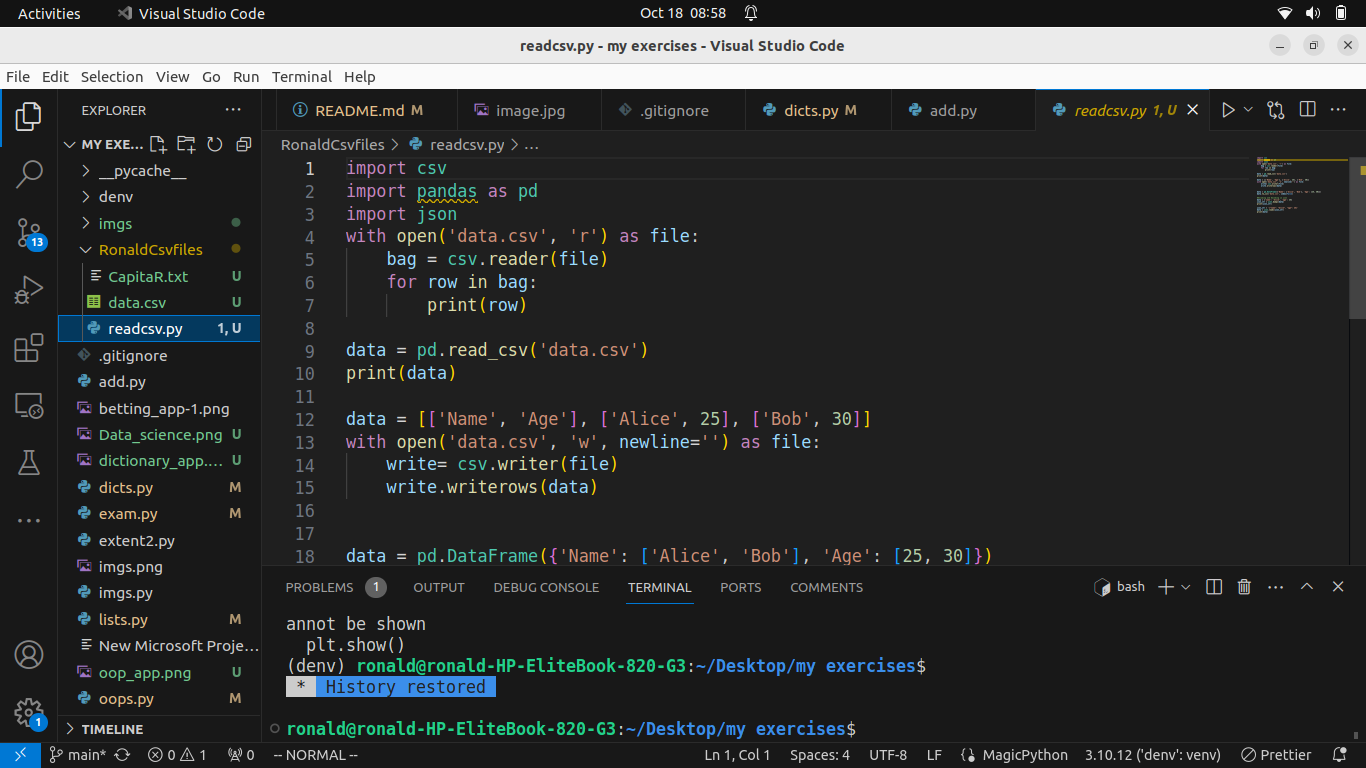 Activities Visual Studio Code Oct 18 08:58
readcsv.py - my exercises - Visual Studio Code
File Edit Selection View Go Run Terminal Help
EXPLORER
README.md M image.jpg .gitignore dicts.py M add.py readcsv.py 1, U
MY EXE...
RonaldCsvfiles > readcsv.py > ...
__pycache__
denv
imgs
RonaldCsvfiles
CapitaR.txt U
data.csv U
readcsv.py 1, U
.gitignore
add.py
betting_app-1.png
Data_science.png U
dictionary_app.... U
dicts.py M
exam.py M
extent2.py
imgs.png
imgs.py
lists.py M
New Microsoft Proje...
oop_app.png U
oops.py M
TIMELINE
13
1
1 import csv
2 import pandas as pd
3 import json
4 with open('data.csv', 'r') as file:
5 bag = csv.reader(file)
6 for row in bag:
7 print(row)
8
9 data = pd.read_csv('data.csv')
10 print(data)
11
12 data = [['Name', 'Age'], ['Alice', 25], ['Bob', 30]]
13 with open('data.csv', 'w', newline='') as file:
14 write= csv.writer(file)
15 write.writerows(data)
16
17
18 data = pd.DataFrame({'Name': ['Alice', 'Bob'], 'Age': [25, 30]})
PROBLEMS 1 OUTPUT DEBUG CONSOLE TERMINAL PORTS COMMENTS bash
annot be shown
plt.show()
(denv) ronald@ronald-HP-EliteBook-820-G3:~/Desktop/my exercises$
* History restored
ronald@ronald-HP-EliteBook-820-G3:~/Desktop/my exercises$
main* 0 1 0 -- NORMAL -- Ln 1, Col 1 Spaces: 4 UTF-8 LF MagicPython 3.10.12 ('denv': venv) Prettier